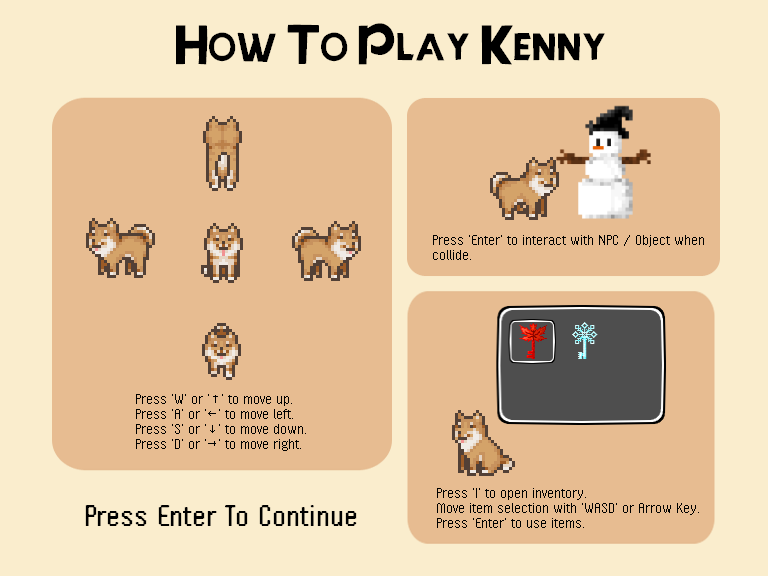 How To Play Kenny
Press 'W' or '↑' to move up.
Press 'A' or '←' to move left.
Press 'S' or '↓' to move down.
Press 'D' or '→' to move right.
Press 'Enter' to interact with NPC / Object when
collide.
Press 'I' to open inventory.
Move item selection with 'WASD' or Arrow Key.
Press 'Enter' to use items.
Press Enter To Continue